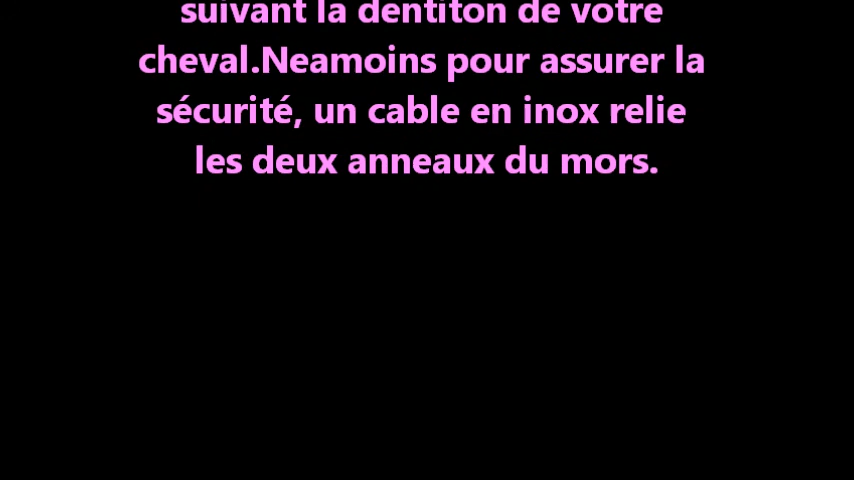 suivant la dentiton de votre
cheval.Neamoins pour assurer la
sécurité, un cable en inox relie
les deux anneaux du mors.